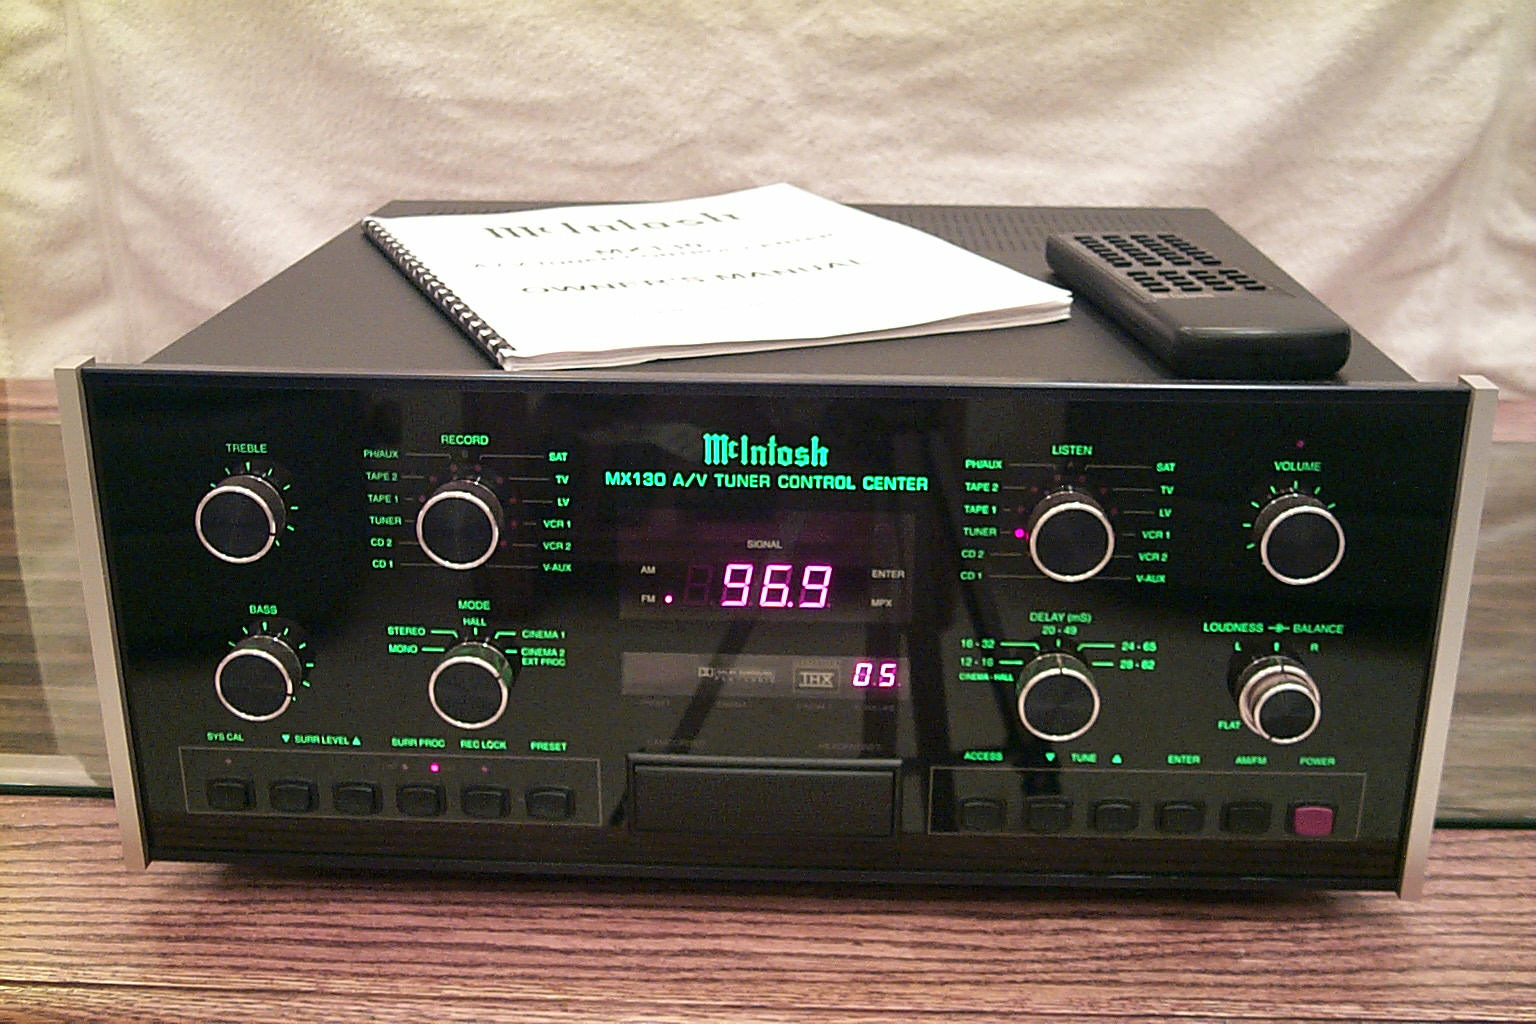 McIntosh
MX130
OWNER'S MANUAL
McIntosh
MX130 A/V TUNER CONTROL CENTER
TREBLE
RECORD
PH/AUX
TAPE 2
TAPE 1
TUNER
CD 2
CD 1
SAT
TV
LV
VCR 1
VCR 2
V-AUX
SIGNAL
AM
FM
96.9
ENTER
MPX
LISTEN
PH/AUX
TAPE 2
TAPE 1
TUNER
CD 2
CD 1
SAT
TV
LV
VCR 1
VCR 2
V-AUX
VOLUME
BASS
MODE
HALL
STEREO
MONO
CINEMA 1
CINEMA 2
EXT PROC
THX
05
DELAY (mS)
20 - 49
16 - 32
12 - 16
CINEMA - HALL
24 - 65
28 - 82
LOUDNESS BALANCE
L R
FLAT
SYS CAL ▼ SURR LEVEL ▲ SURR PROC REC LOCK PRESET
ACCESS ▼ TUNE ▲ ENTER AM/FM POWER